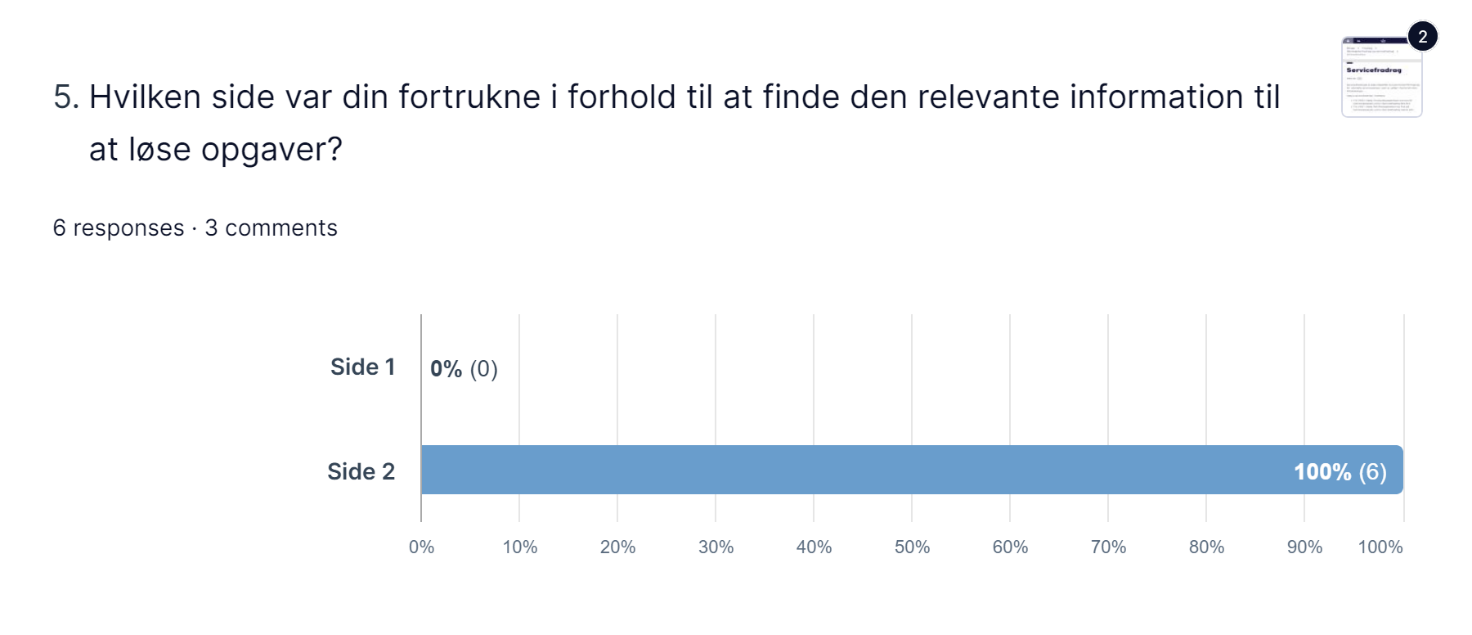 2
Servicefradrag
5. Hvilken side var din fortrukne i forhold til at finde den relevante information til
at løse opgaver?
6 responses · 3 comments
Side 1 0% (0)
Side 2 100% (6)
0% 10% 20% 30% 40% 50% 60% 70% 80% 90% 100%